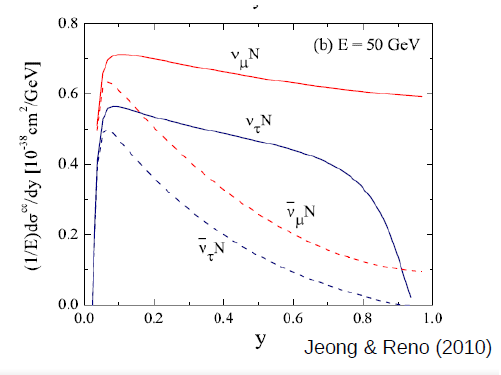 y
(b) E = 50 GeV
(1/E)dσ^cc/dy [10^-38 cm^2/GeV]
0.8
0.6
0.4
0.2
0.0
ν_μN
ν_τN
ν̄_μN
ν̄_τN
0.0 0.2 0.4 0.6 0.8 1.0
y
Jeong & Reno (2010)